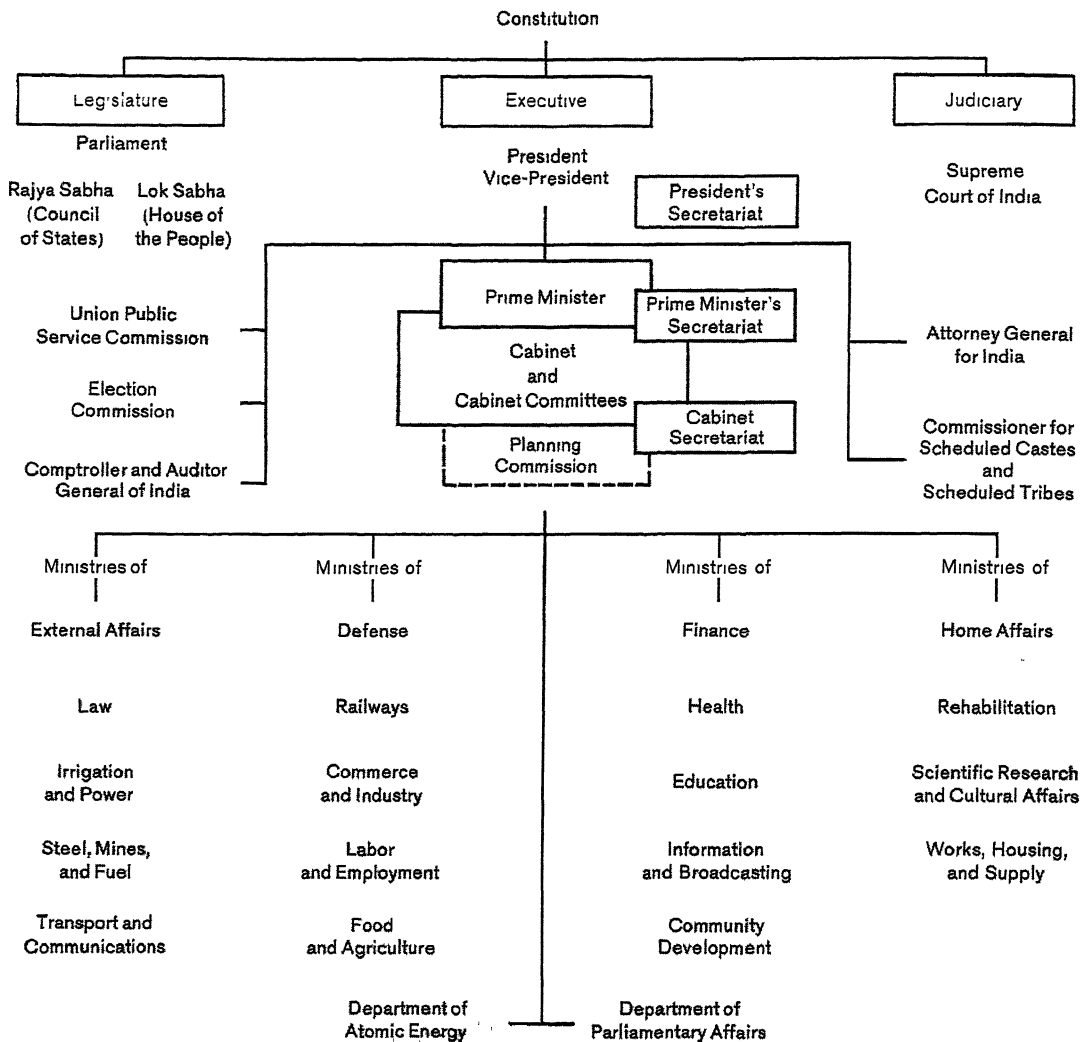 Constitution
Legislature
Executive
Judiciary
Parliament
President
Vice-President
President's
Secretariat
Supreme
Court of India
Rajya Sabha
(Council
of States)
Lok Sabha
(House of
the People)
Prime Minister
Prime Minister's
Secretariat
Union Public
Service Commission
Attorney General
for India
Cabinet
and
Cabinet Committees
Election
Commission
Cabinet
Secretariat
Commissioner for
Scheduled Castes
and
Scheduled Tribes
Planning
Commission
Comptroller and Auditor
General of India
Ministries of
Ministries of
Ministries of
Ministries of
External Affairs
Defense
Finance
Home Affairs
Law
Railways
Health
Rehabilitation
Irrigation
and Power
Commerce
and Industry
Education
Scientific Research
and Cultural Affairs
Steel, Mines,
and Fuel
Labor
and Employment
Information
and Broadcasting
Works, Housing,
and Supply
Transport and
Communications
Food
and Agriculture
Community
Development
Department of
Atomic Energy
Department of
Parliamentary Affairs